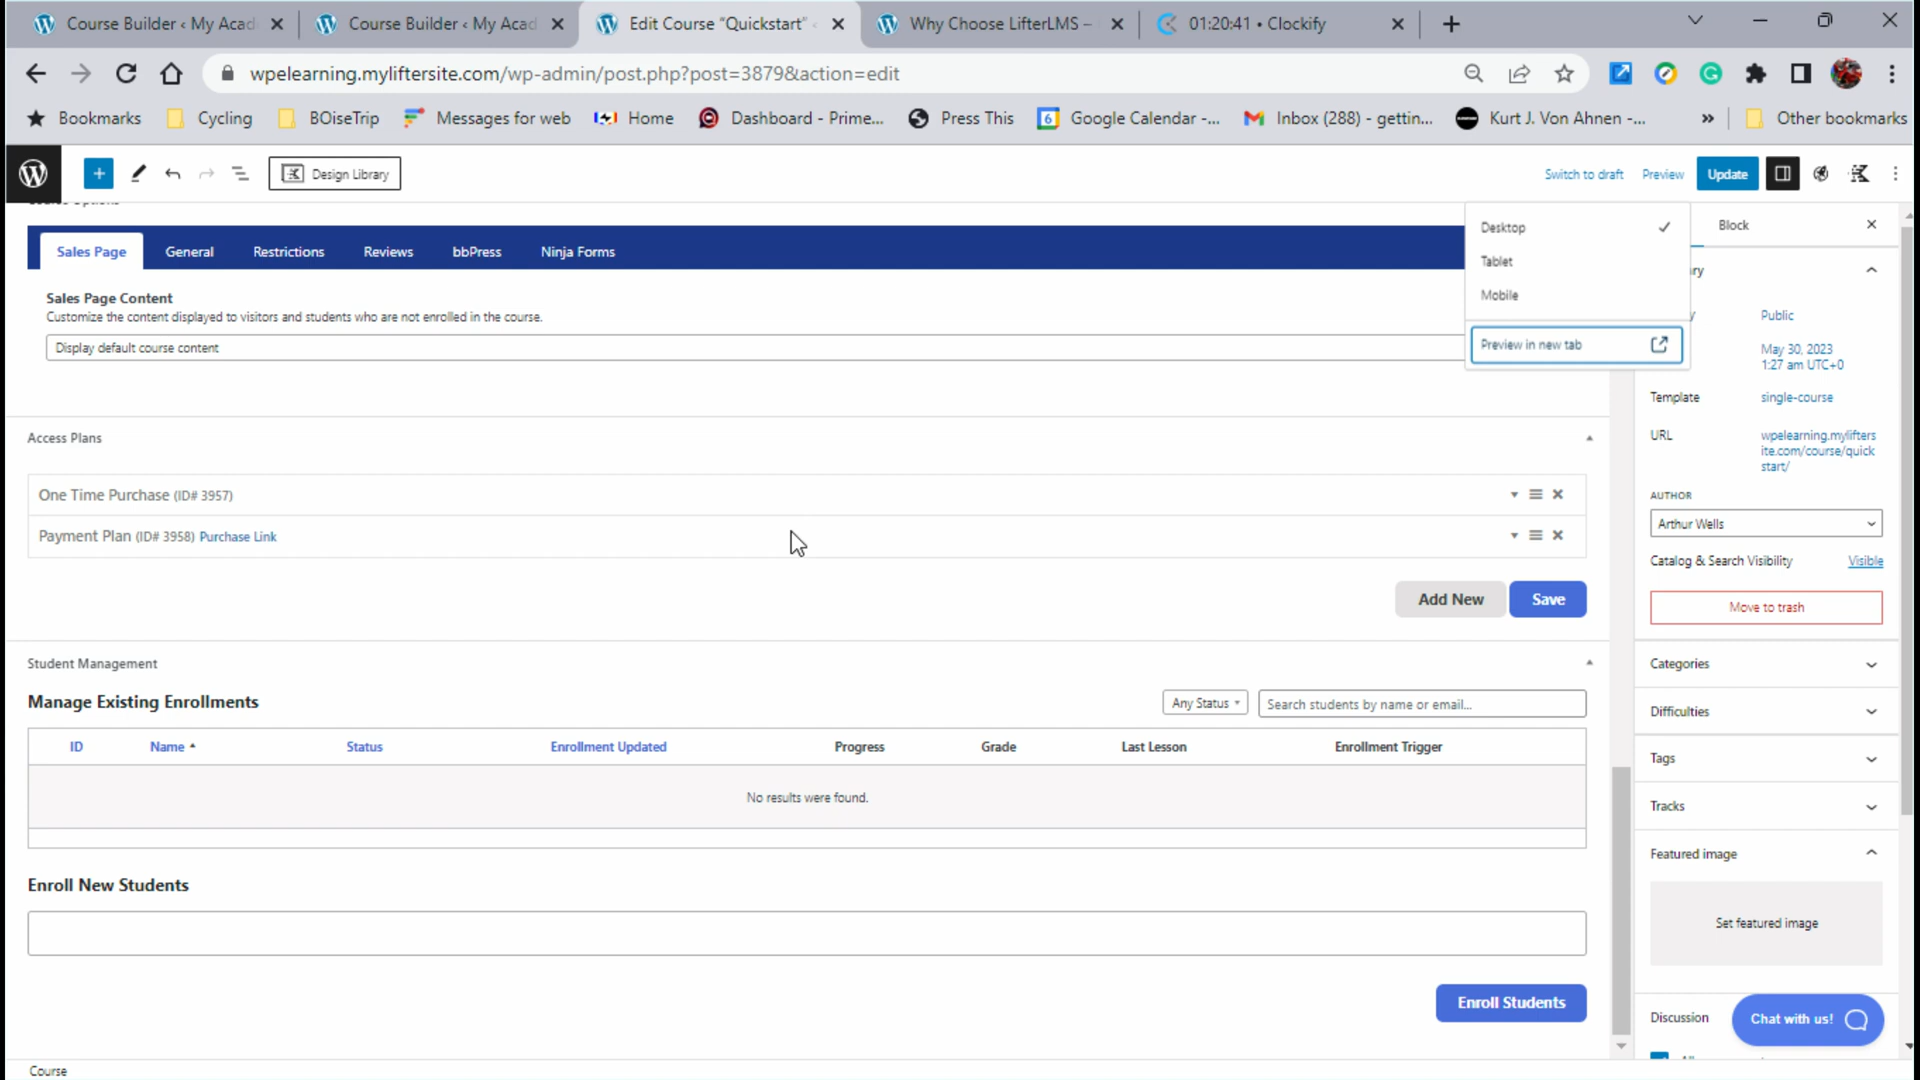 Course Builder ‹ My Acad
Course Builder ‹ My Acad
Edit Course “Quickstart” ‹
Why Choose LifterLMS –
01:20:41 • Clockify
wpelearning.myliftersite.com/wp-admin/post.php?post=3879&action=edit
Bookmarks
Cycling
BOiseTrip
Messages for web
Home
Dashboard - Prime...
Press This
6
Google Calendar -...
Inbox (288) - gettin...
Kurt J. Von Ahnen -...
»
Other bookmarks
Design Library
Switch to draft
Preview
Update
Sales Page
General
Restrictions
Reviews
bbPress
Ninja Forms
Sales Page Content
Customize the content displayed to visitors and students who are not enrolled in the course.
Display default course content
Desktop
Tablet
Mobile
Preview in new tab
Block
Public
May 30, 2023
1:27 am UTC+0
Template
single-course
URL
wpelearning.mylifters
ite.com/course/quick
start/
AUTHOR
Arthur Wells
Catalog & Search Visibility
Visible
Move to trash
Categories
Difficulties
Tags
Tracks
Featured image
Set featured image
Discussion
Chat with us!
Access Plans
One Time Purchase (ID# 3957)
Payment Plan (ID# 3958) Purchase Link
Add New
Save
Student Management
Manage Existing Enrollments
Any Status
Search students by name or email...
ID
Name
Status
Enrollment Updated
Progress
Grade
Last Lesson
Enrollment Trigger
No results were found.
Enroll New Students
Enroll Students
Course